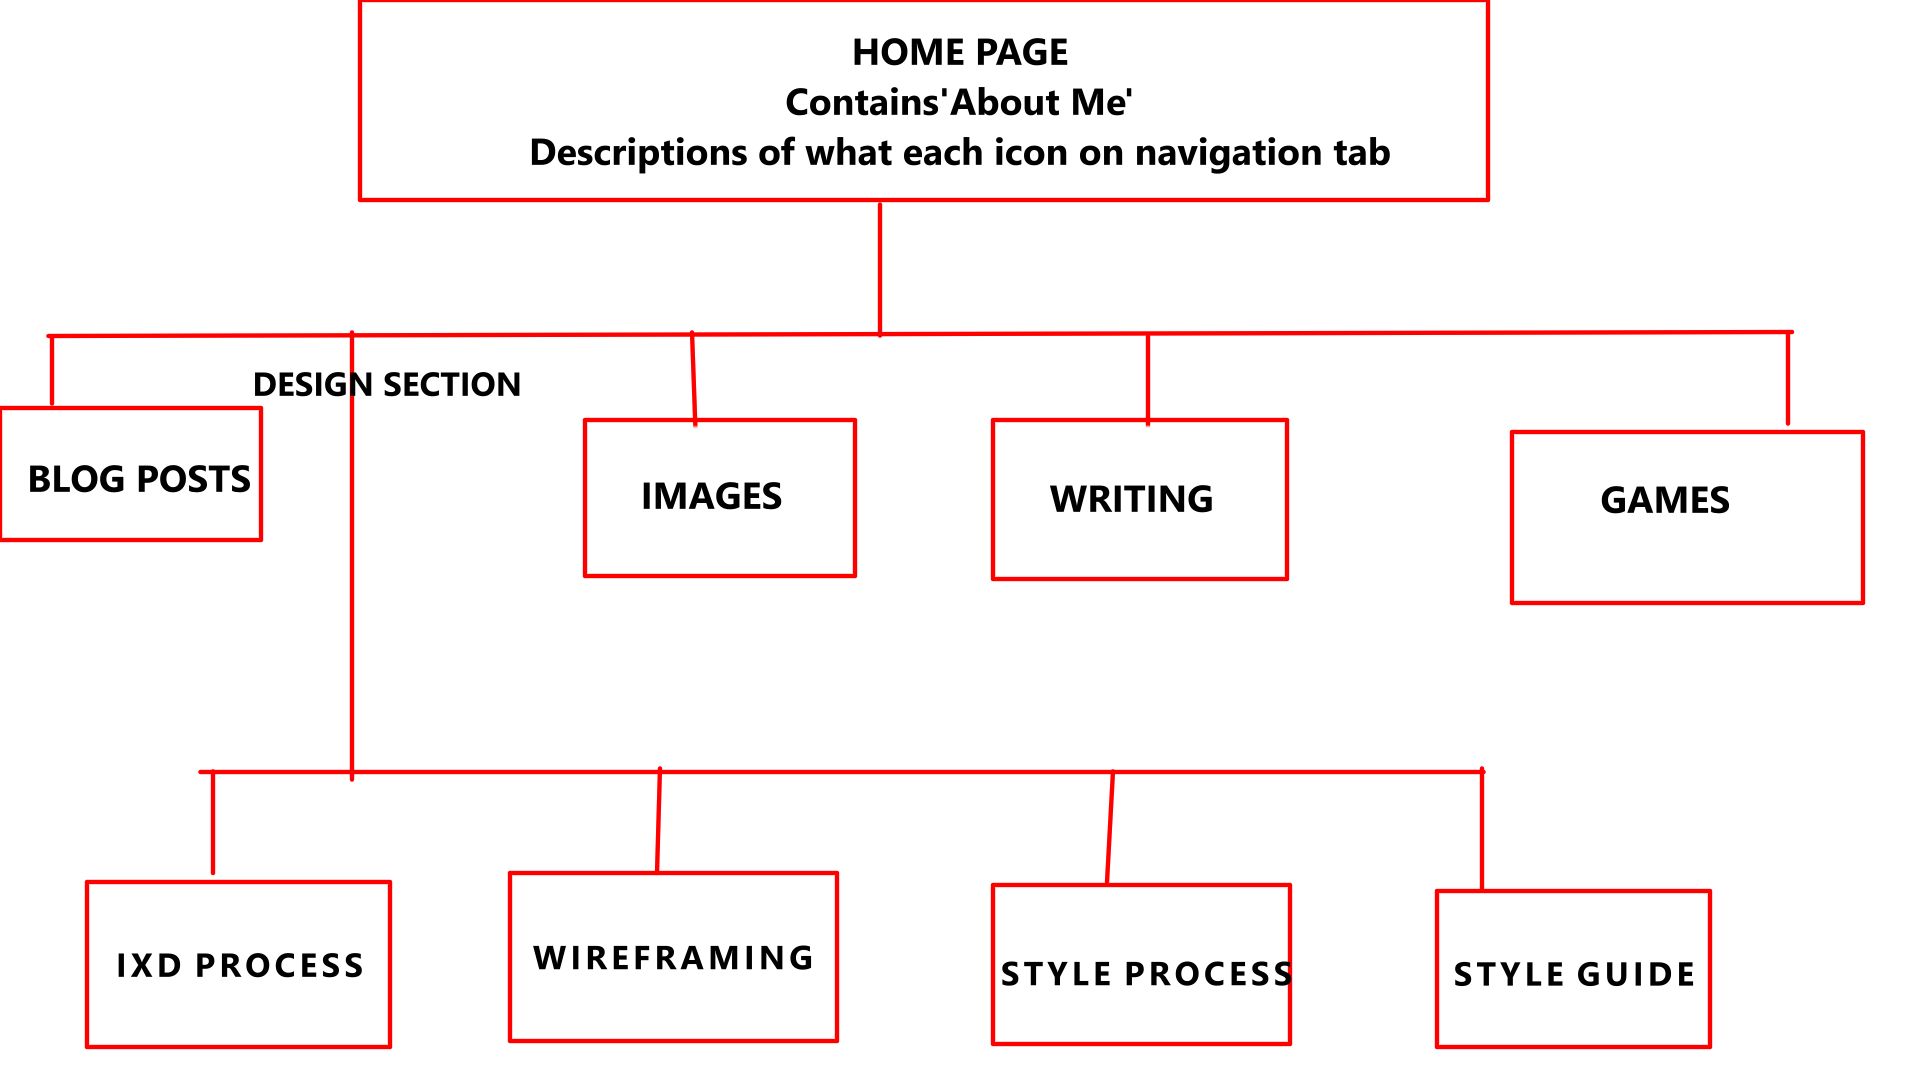 HOME PAGE
Contains'About Me'
Descriptions of what each icon on navigation tab
DESIGN SECTION
BLOG POSTS
IMAGES
WRITING
GAMES
IXD PROCESS
WIREFRAMING
STYLE PROCESS
STYLE GUIDE